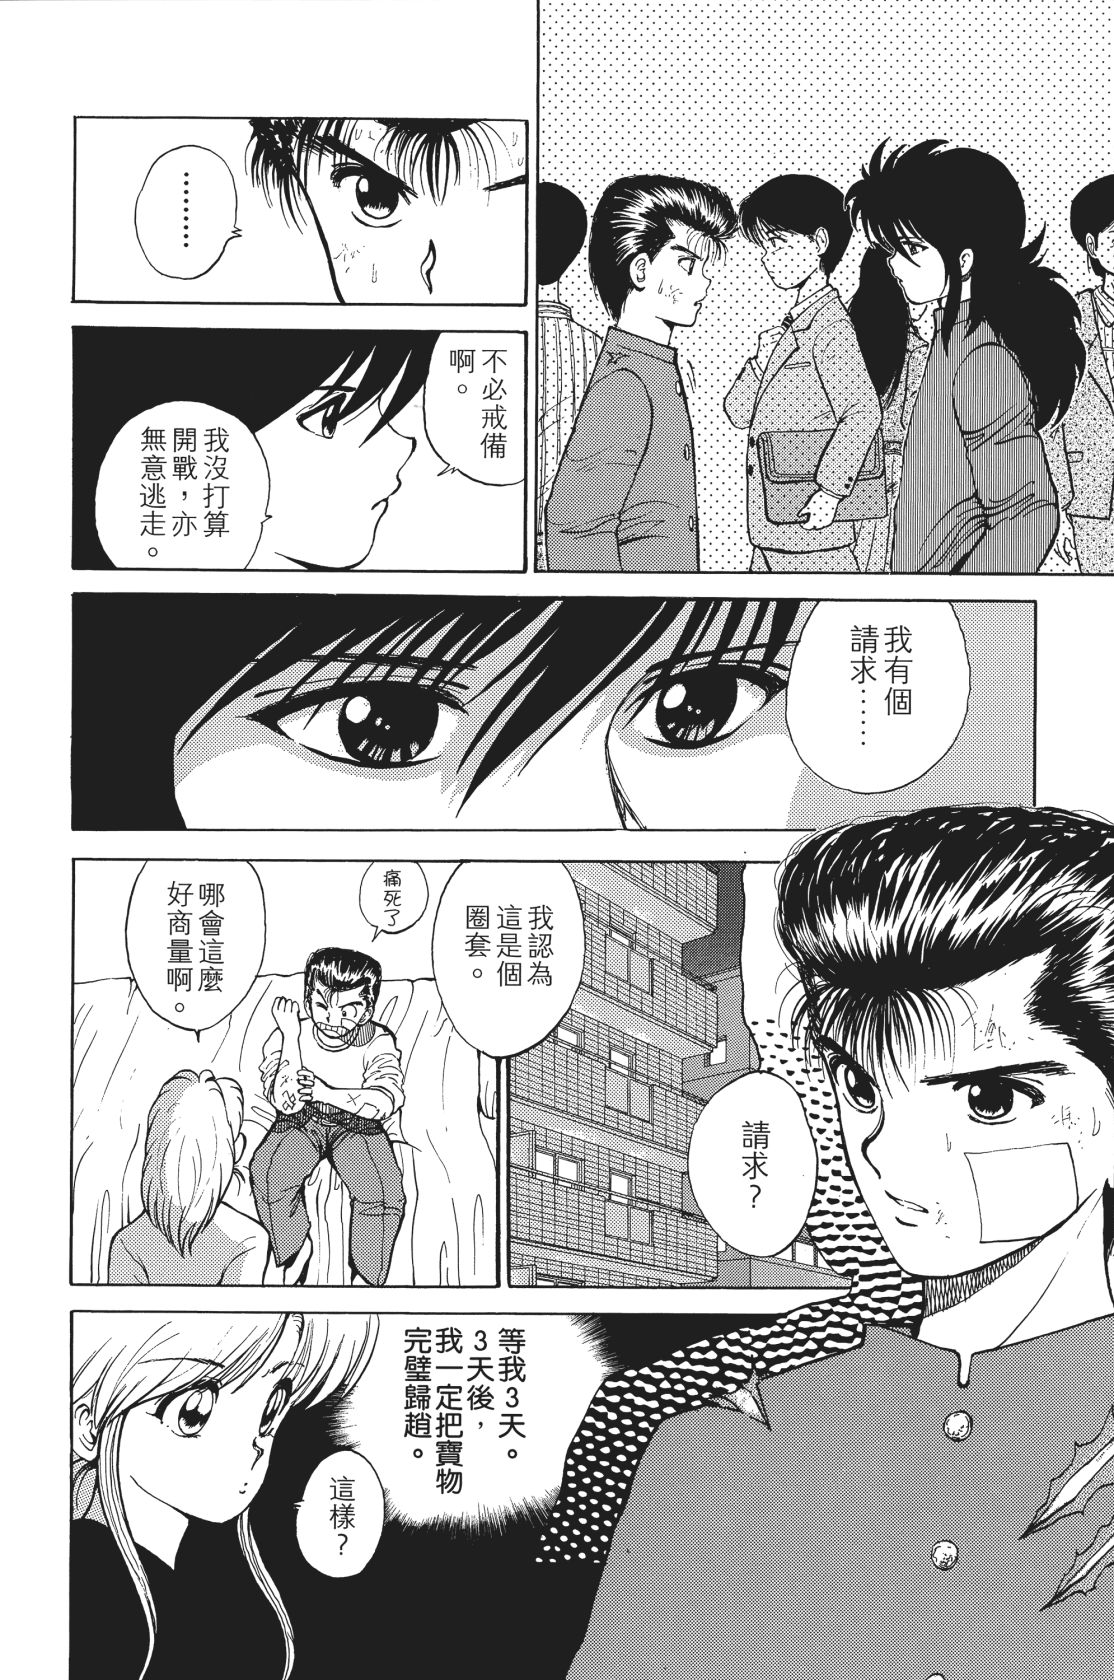 ⋯⋯⋯
不必戒備
啊。
我沒打算
開戰，亦
無意逃走。
我有個
請求⋯⋯
請求？
我認為
這是個
圈套。
痛死了
哪會這麼
好商量啊。
等我3天。
3天後，
我一定把寶物
完璧歸趙。
這樣？